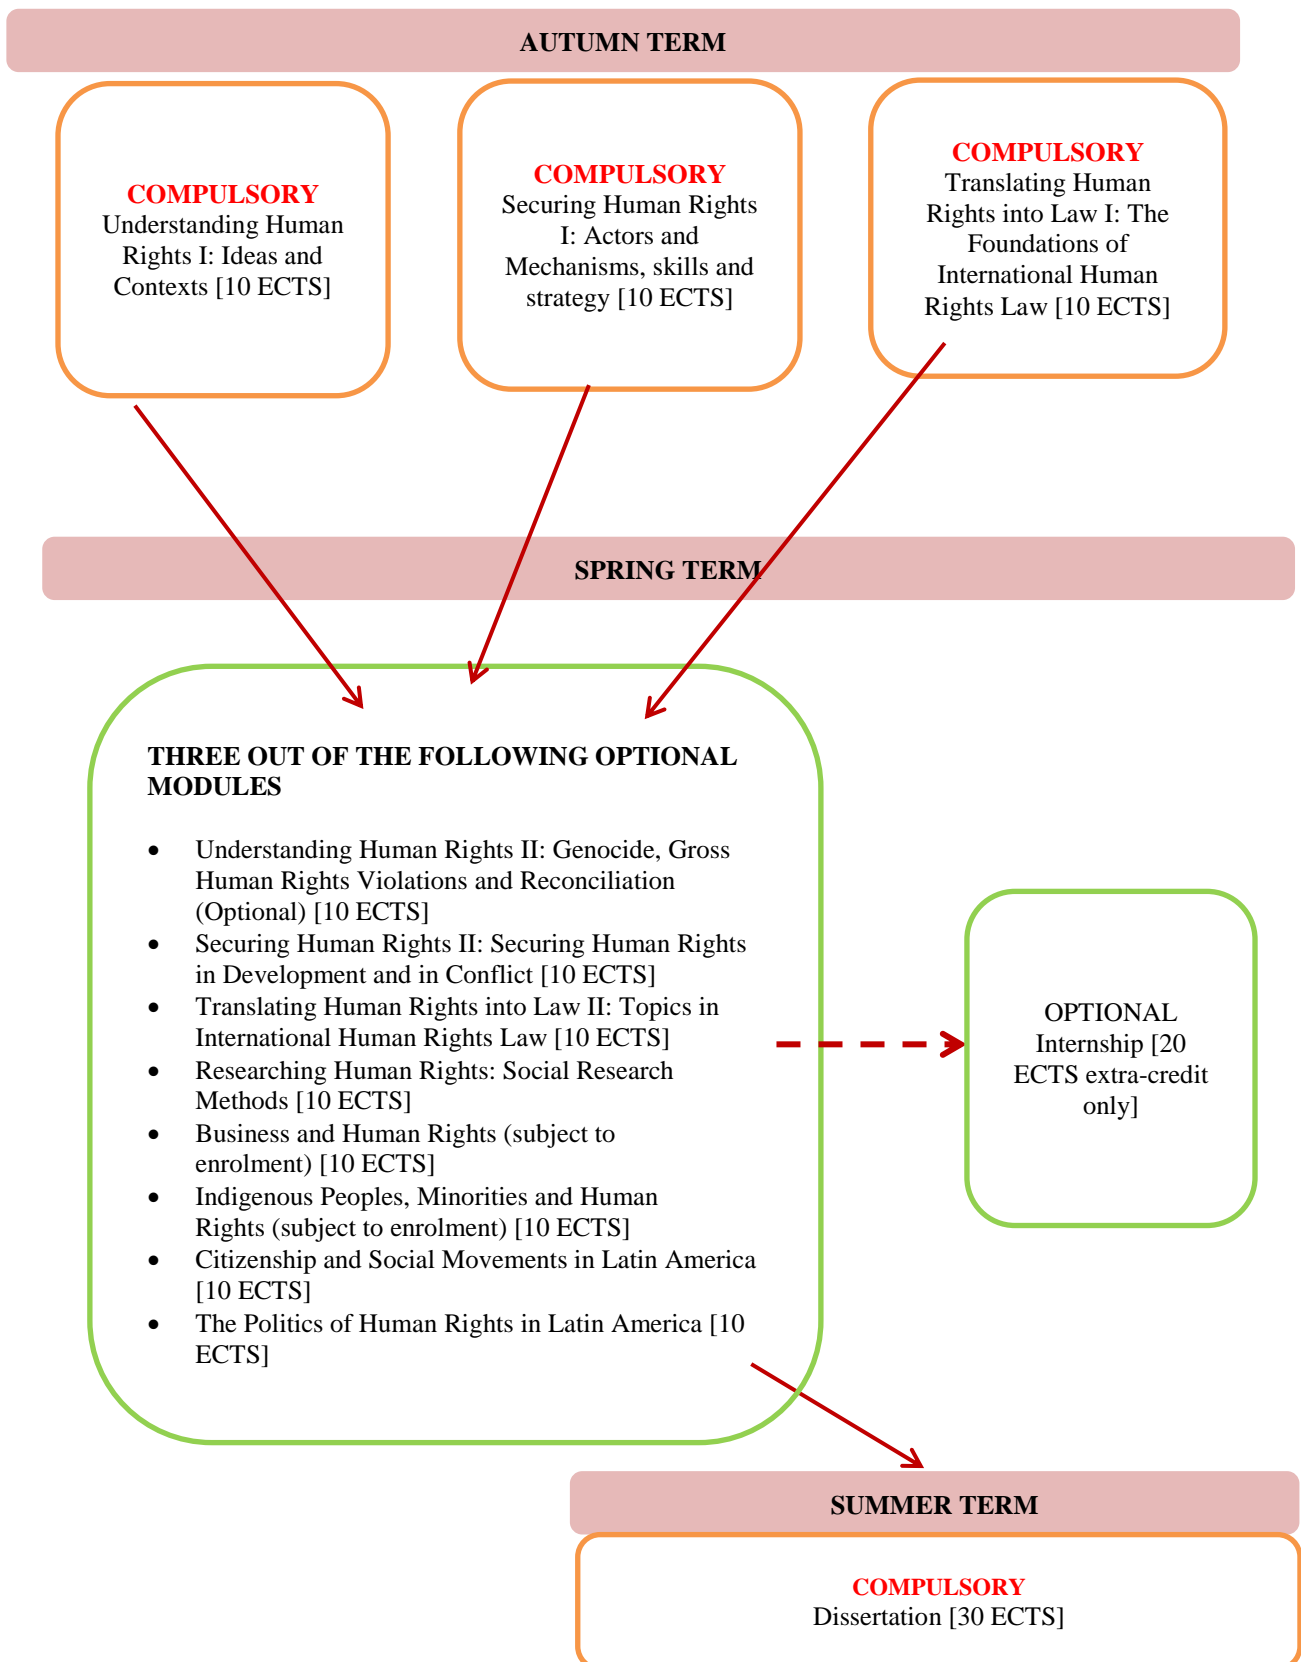 AUTUMN TERM
COMPULSORY
Understanding Human
Rights I: Ideas and
Contexts [10 ECTS]
COMPULSORY
Securing Human Rights
I: Actors and
Mechanisms, skills and
strategy [10 ECTS]
COMPULSORY
Translating Human
Rights into Law I: The
Foundations of
International Human
Rights Law [10 ECTS]
SPRING TERM
THREE OUT OF THE FOLLOWING OPTIONAL
MODULES
• Understanding Human Rights II: Genocide, Gross
Human Rights Violations and Reconciliation
(Optional) [10 ECTS]
• Securing Human Rights II: Securing Human Rights
in Development and in Conflict [10 ECTS]
• Translating Human Rights into Law II: Topics in
International Human Rights Law [10 ECTS]
• Researching Human Rights: Social Research
Methods [10 ECTS]
• Business and Human Rights (subject to
enrolment) [10 ECTS]
• Indigenous Peoples, Minorities and Human
Rights (subject to enrolment) [10 ECTS]
• Citizenship and Social Movements in Latin America
[10 ECTS]
• The Politics of Human Rights in Latin America [10
ECTS]
OPTIONAL
Internship [20
ECTS extra-credit
only]
SUMMER TERM
COMPULSORY
Dissertation [30 ECTS]